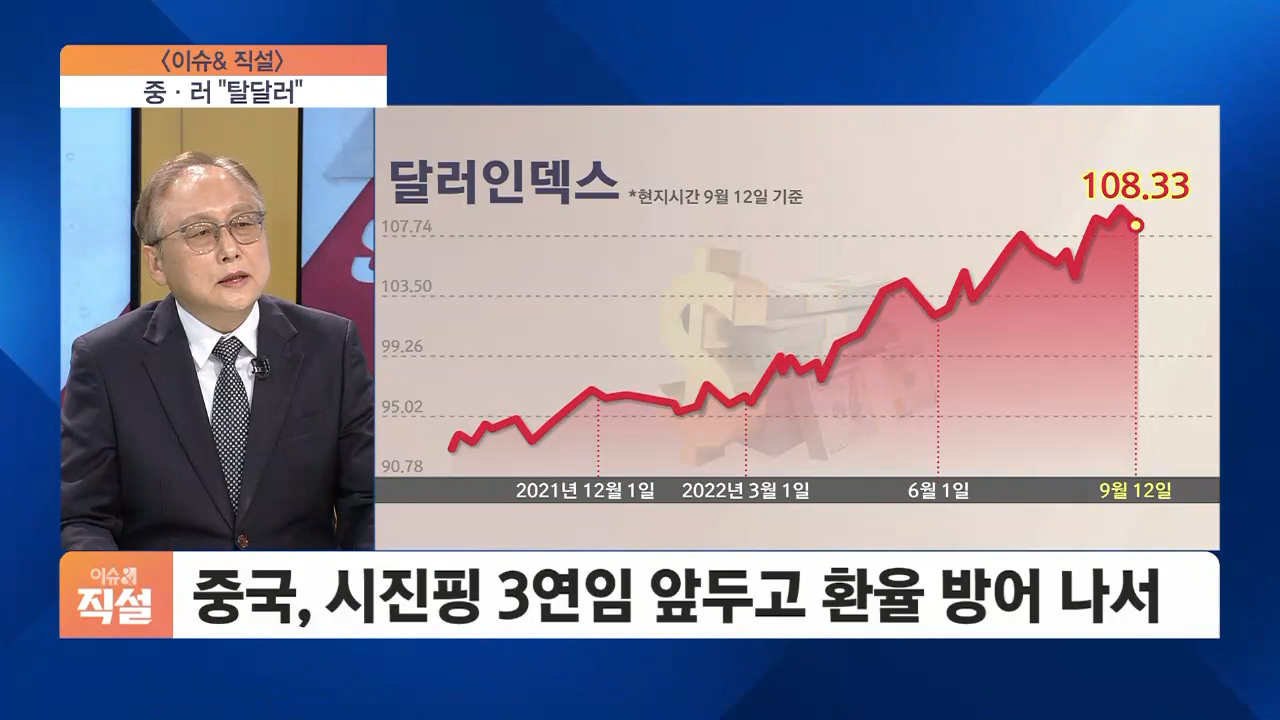 〈이슈& 직설〉
중 · 러 "탈달러"
달러인덱스 *현지시간 9월 12일 기준
108.33
107.74
103.50
99.26
95.02
90.78
2021년 12월 1일 2022년 3월 1일 6월 1일 9월 12일
이슈&
직설
중국, 시진핑 3연임 앞두고 환율 방어 나서